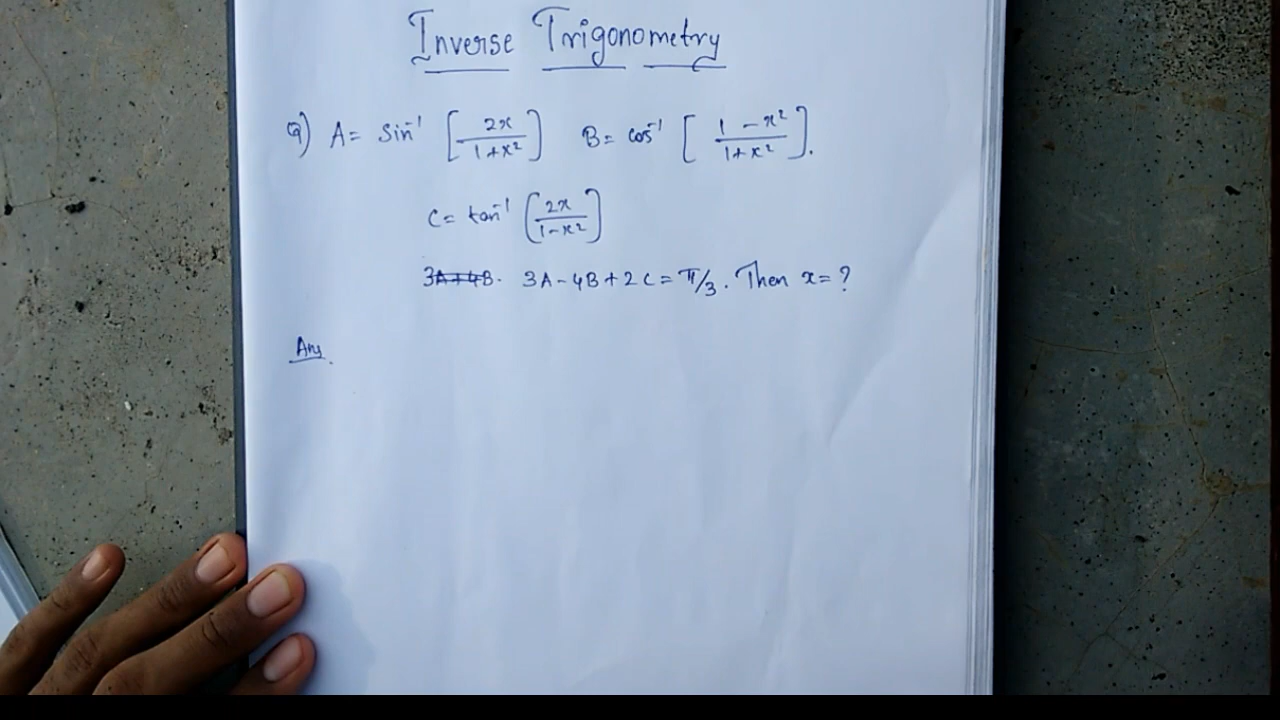 Inverse Trigonometry
Q) A = sin⁻¹ [2x/1+x²] B = cos⁻¹ [1-x²/1+x²].
C = tan⁻¹ [2x/1-x²]
3A+4B. 3A-4B+2C = π/3. Then x=?
Ans.